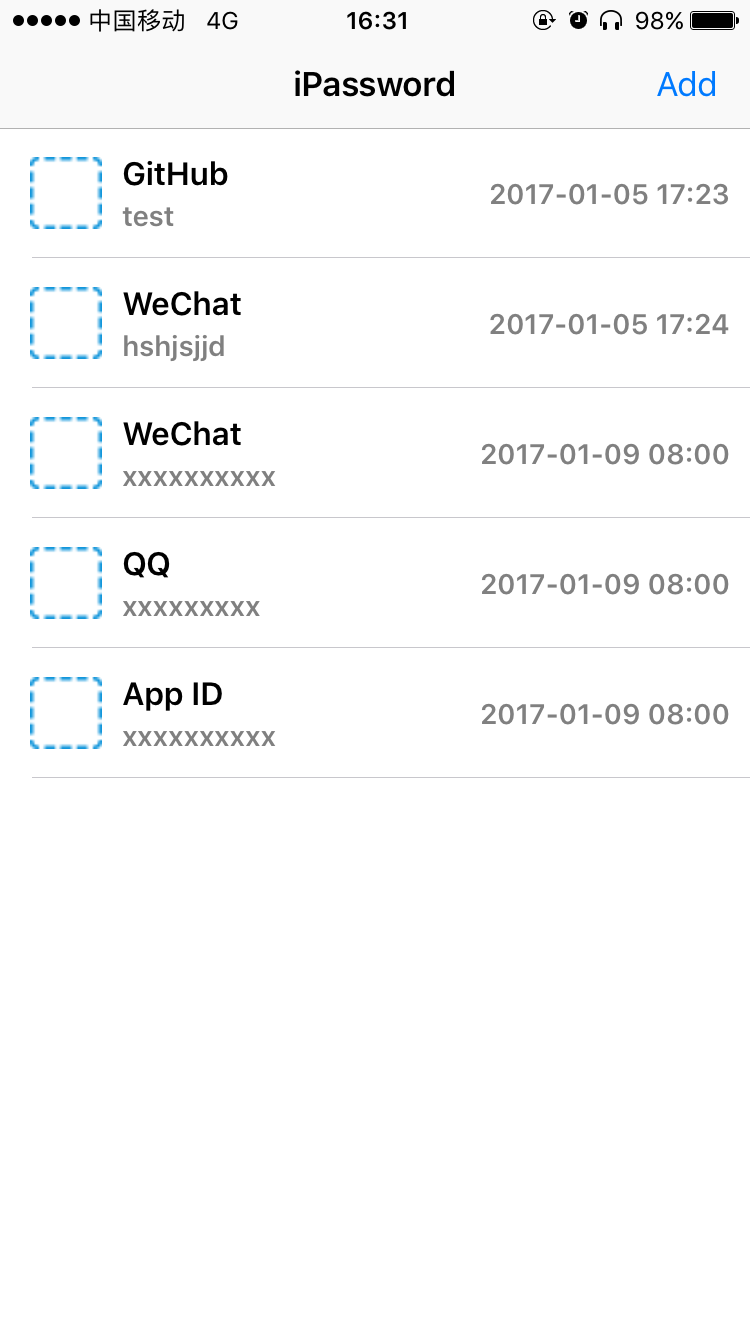 中国移动 4G 16:31 98%
iPassword Add
GitHub
test
2017-01-05 17:23
WeChat
hshjsjjd
2017-01-05 17:24
WeChat
xxxxxxxxxx
2017-01-09 08:00
QQ
xxxxxxxxx
2017-01-09 08:00
App ID
xxxxxxxxxx
2017-01-09 08:00